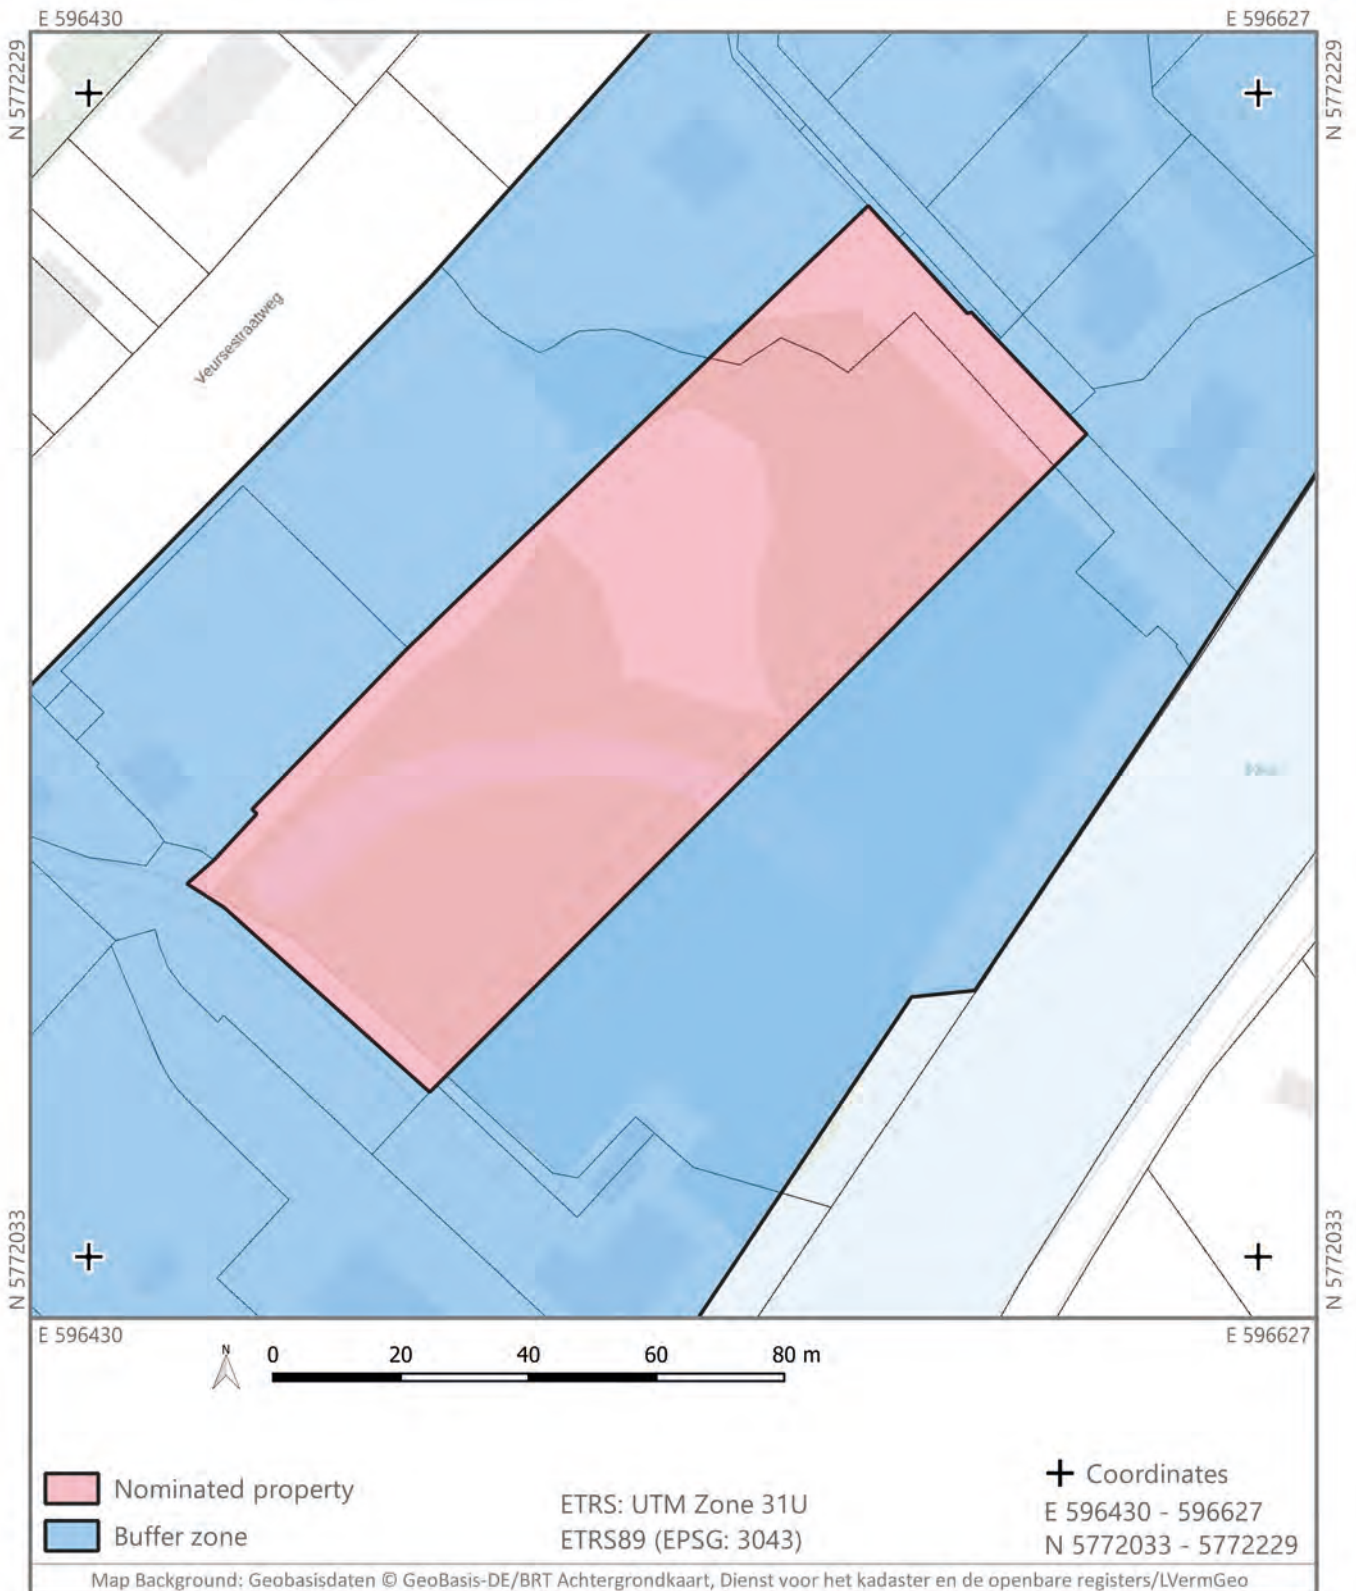 E 596430
E 596627
N 5772229
N 5772229
Veursestraatweg
N 5772033
N 5772033
E 596430
E 596627
N
0 20 40 60 80 m
Nominated property
Buffer zone
ETRS: UTM Zone 31U
ETRS89 (EPSG: 3043)
Coordinates
E 596430 - 596627
N 5772033 - 5772229
Map Background: Geobasisdaten © GeoBasis-DE/BRT Achtergrondkaart, Dienst voor het kadaster en de openbare registers/LVermGeo